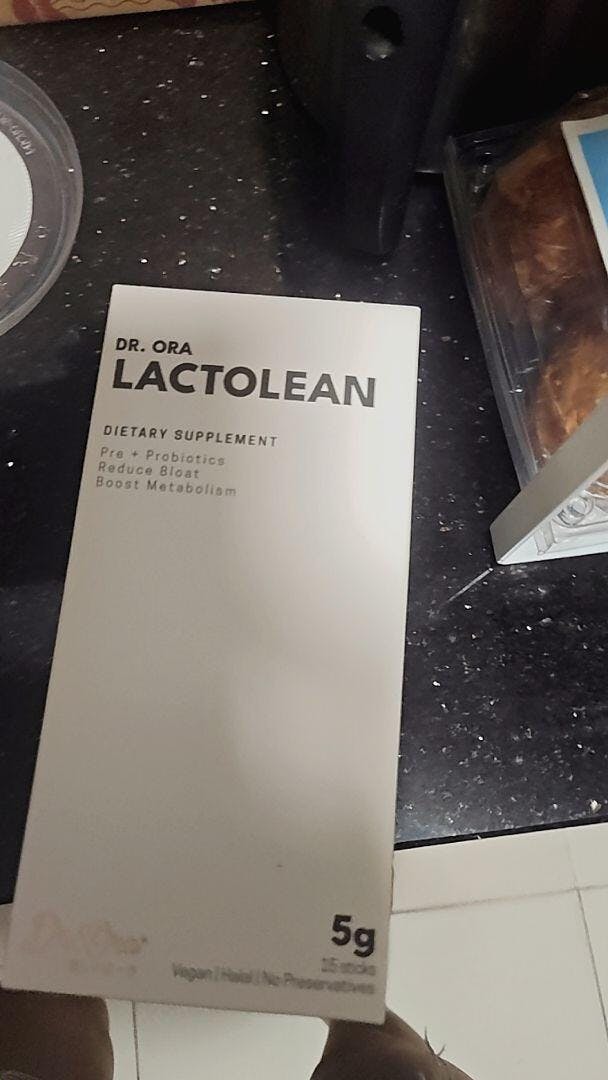 DR. ORA
LACTOLEAN
DIETARY SUPPLEMENT
Pre + Probiotics
Reduce Bloat
Boost Metabolism
5g
15 sticks
Vegan | Halal | No Preservatives